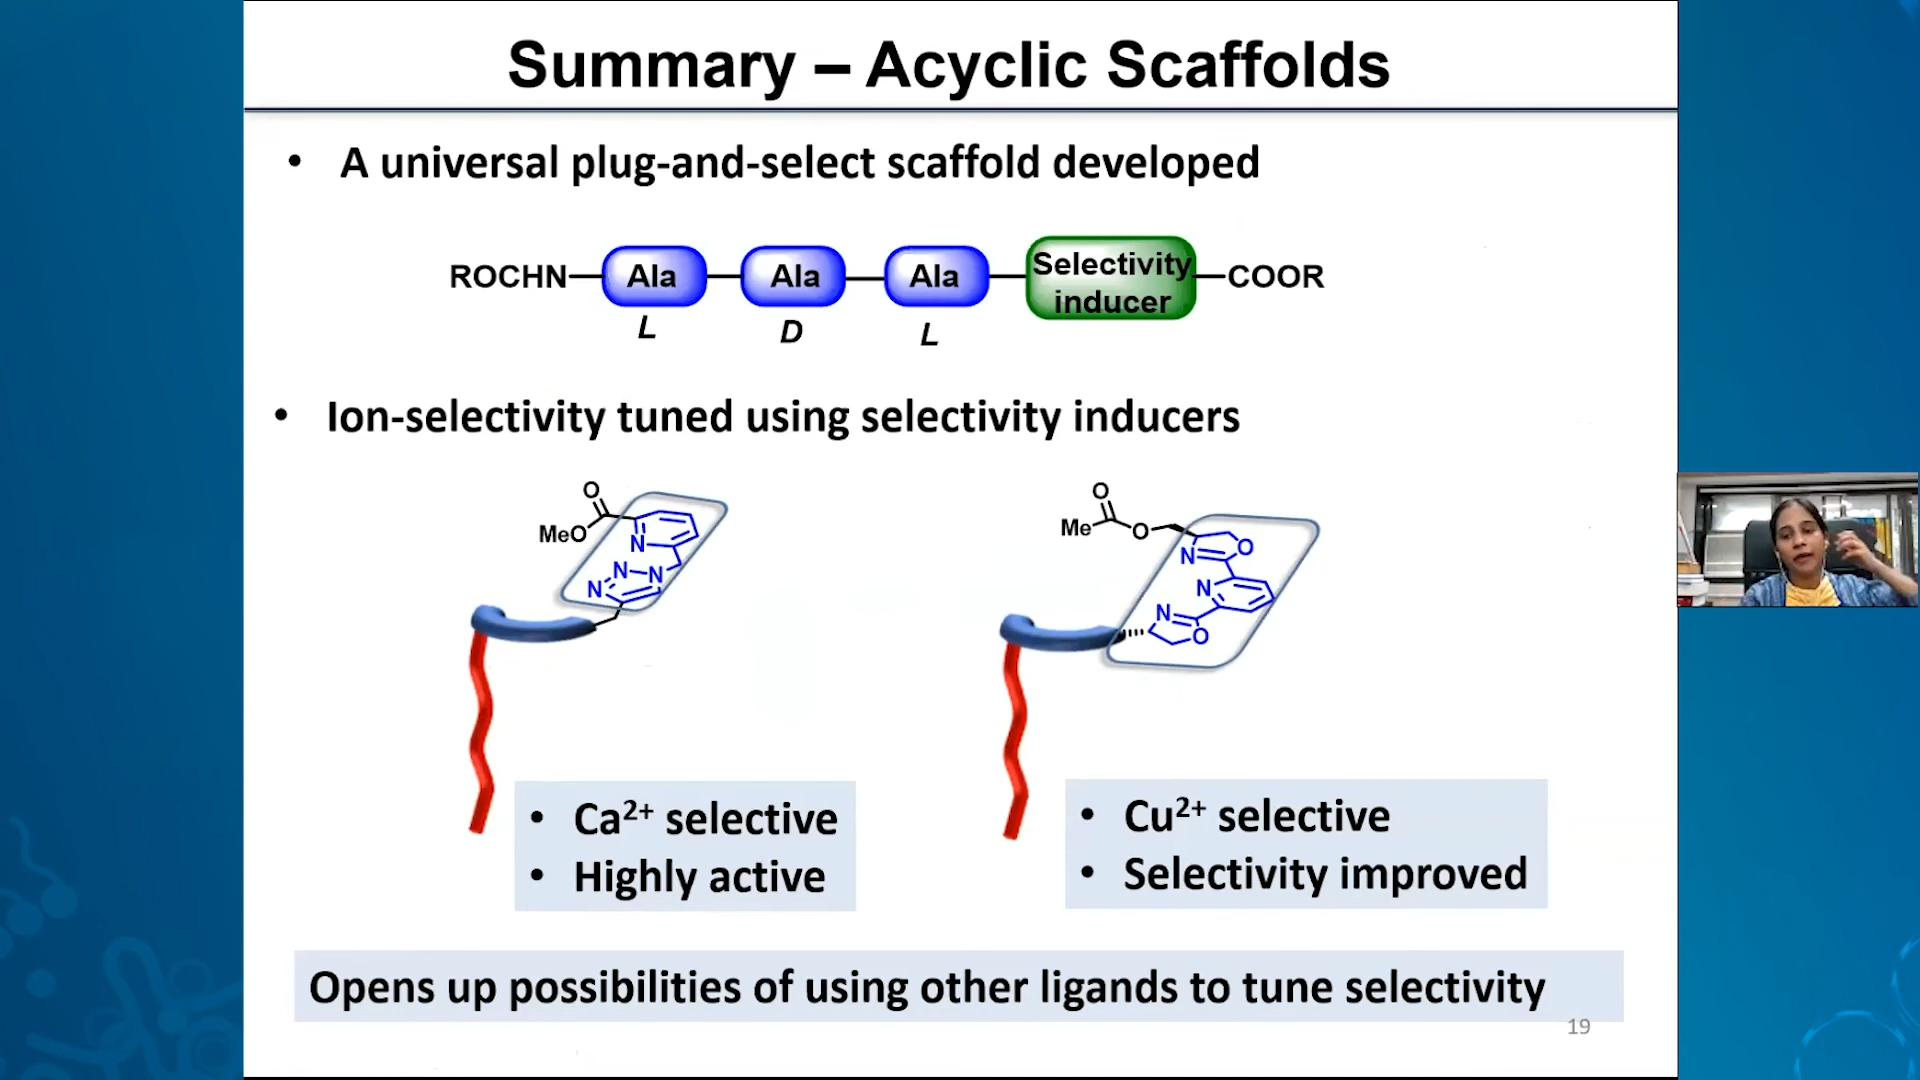 Summary – Acyclic Scaffolds
• A universal plug-and-select scaffold developed
ROCHN Ala Ala Ala Selectivity inducer COOR
L D L
• Ion-selectivity tuned using selectivity inducers
O
MeO
N
N N N
O
Me O
N O
N
N O
• Ca²⁺ selective
• Highly active
• Cu²⁺ selective
• Selectivity improved
Opens up possibilities of using other ligands to tune selectivity
19